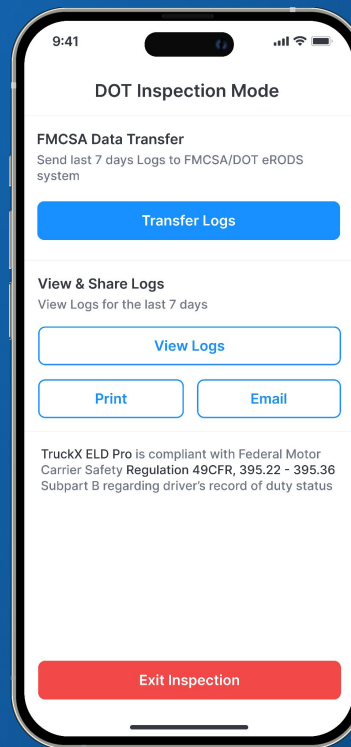 9:41
DOT Inspection Mode
FMCSA Data Transfer
Send last 7 days Logs to FMCSA/DOT eRODS
system
Transfer Logs
View & Share Logs
View Logs for the last 7 days
View Logs
Print Email
TruckX ELD Pro is compliant with Federal Motor
Carrier Safety Regulation 49CFR, 395.22 - 395.36
Subpart B regarding driver's record of duty status
Exit Inspection